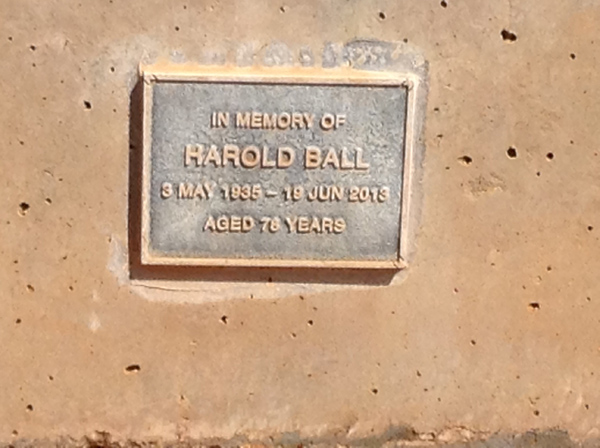 IN MEMORY OF
HAROLD BALL
3 MAY 1935 - 19 JUN 2013
AGED 78 YEARS